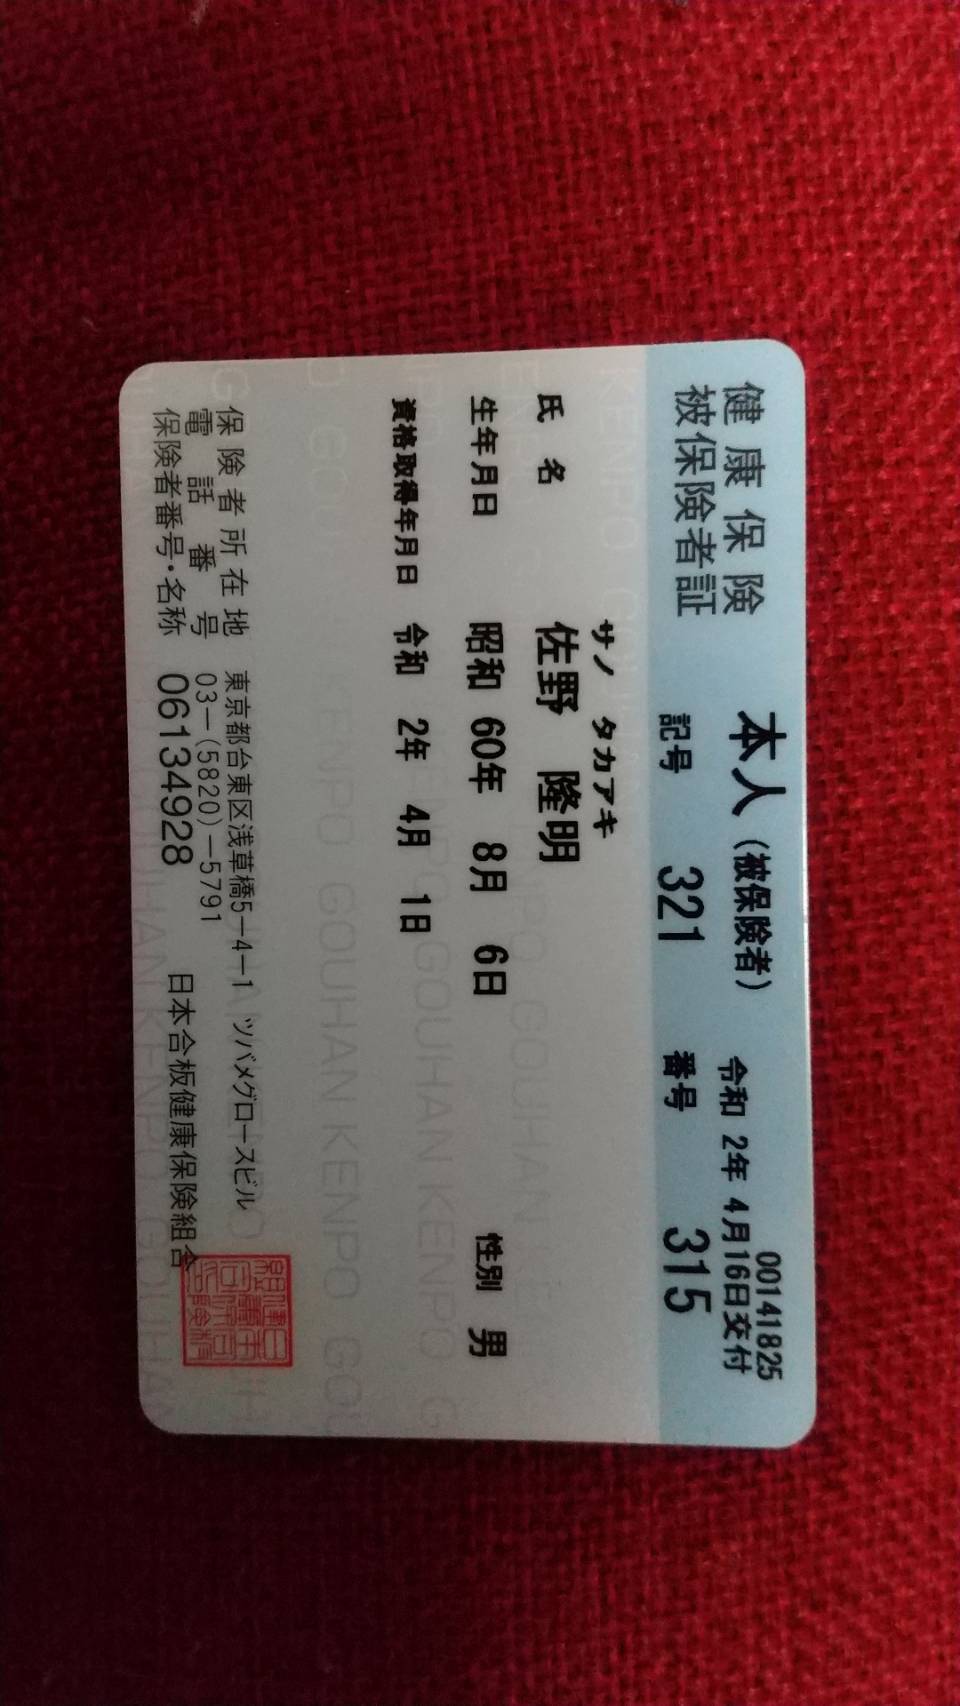 健康保険
被保険者証
本人(被保険者)
00141825
令和 2年 4月16日交付
記号 321 番号 315
サノ タカアキ
氏名 佐野 隆明
生年月日 昭和 60年 8月 6日 性別 男
資格取得年月日 令和 2年 4月 1日
保険者所在地 東京都台東区浅草橋5-4-1 ツバメグロースビル
電話番号 03-(5820)-5791
保険者番号・名称 06134928 日本合板健康保険組合
GOUHAN KENPO